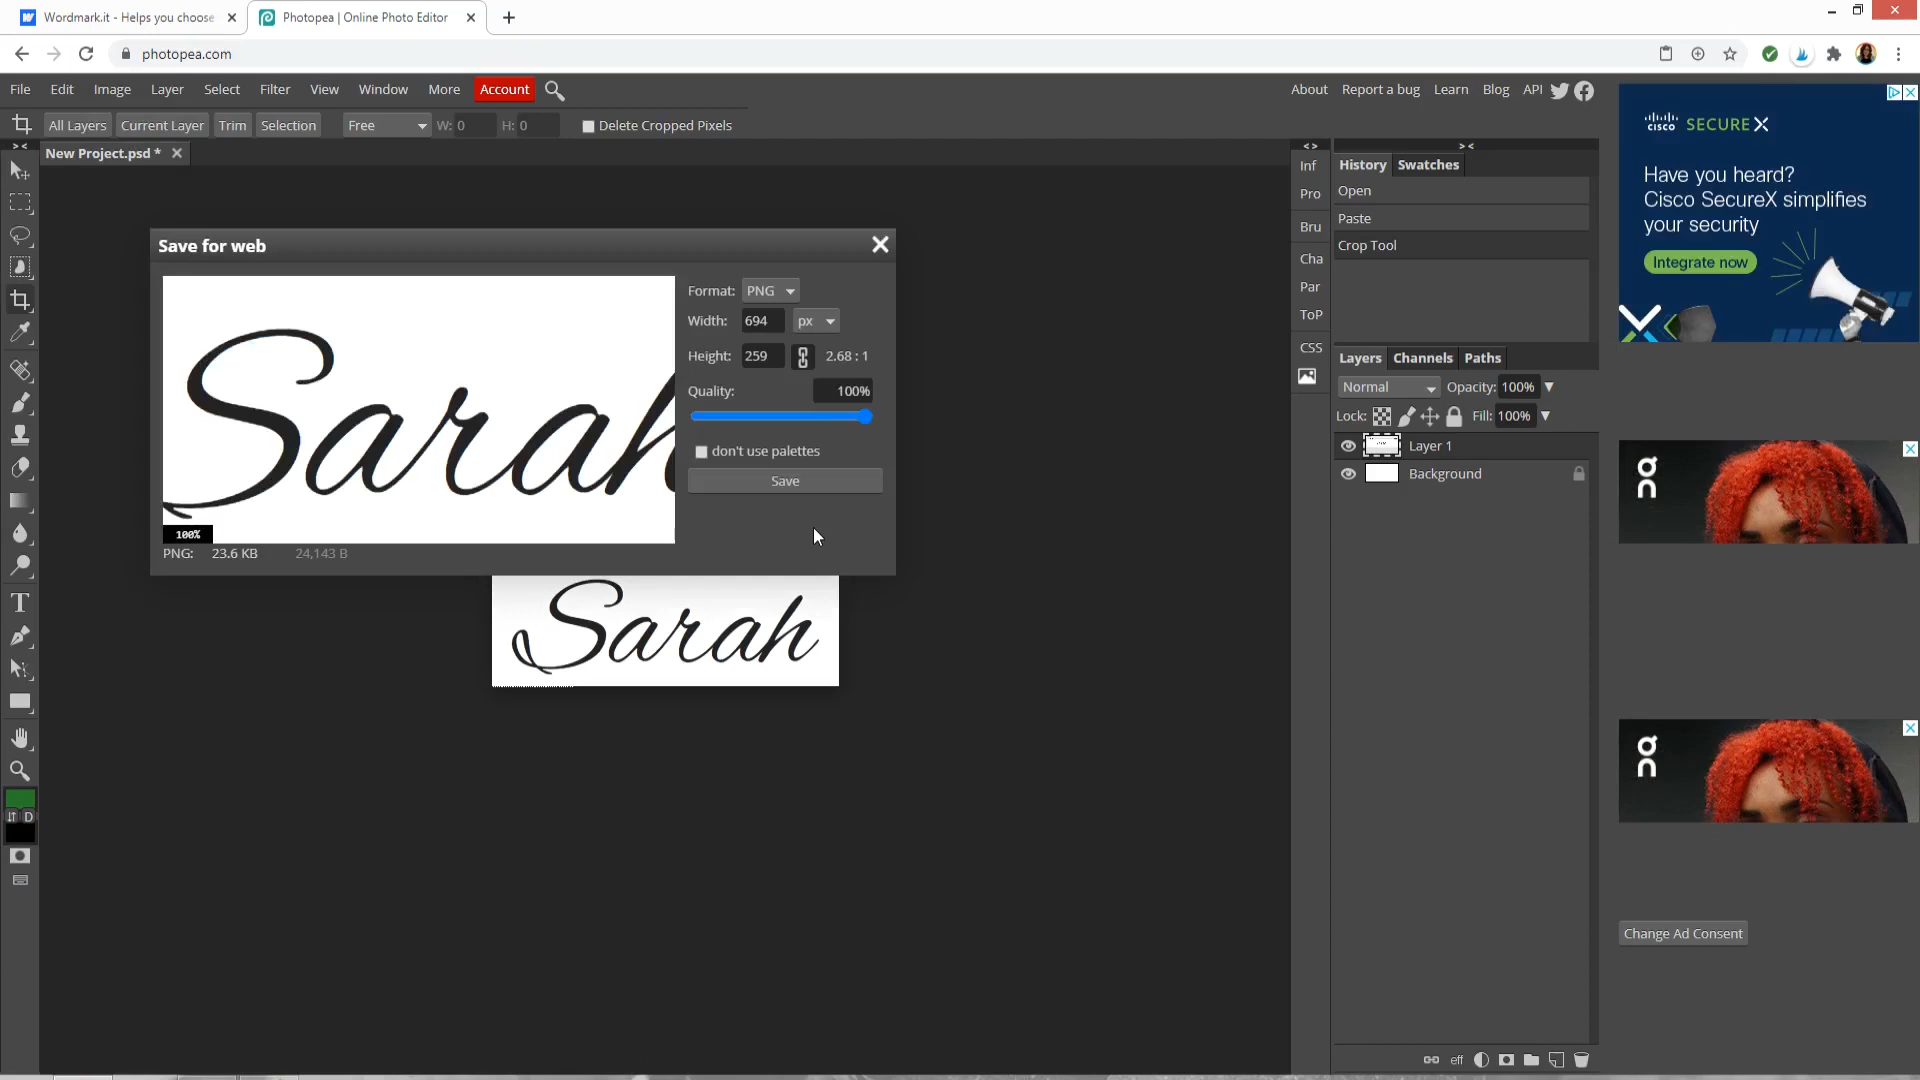 Wordmark.it - Helps you choose
Photopea | Online Photo Editor
photopea.com
File Edit Image Layer Select Filter View Window More Account
About Report a bug Learn Blog API
All Layers Current Layer Trim Selection Free W: 0 H: 0 Delete Cropped Pixels
New Project.psd *
Save for web
Sarah
100%
PNG: 23.6 KB 24,143 B
Format: PNG
Width: 694 px
Height: 259 2.68 : 1
Quality: 100%
don't use palettes
Save
Sarah
T
D
Inf
Pro
Bru
Cha
Par
ToP
CSS
History Swatches
Open
Paste
Crop Tool
Layers Channels Paths
Normal Opacity: 100%
Lock: Fill: 100%
Layer 1
Background
eff
cisco SECUREX
Have you heard?
Cisco SecureX simplifies
your security
Integrate now
Change Ad Consent